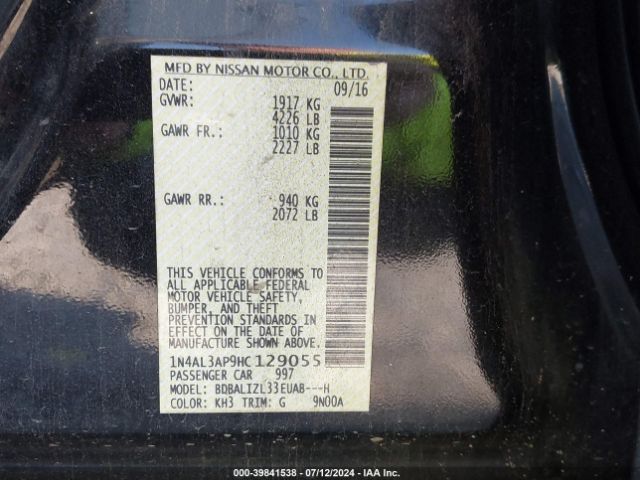 MFD BY NISSAN MOTOR CO., LTD.
DATE: 09/16
GVWR: 1917 KG
4226 LB
GAWR FR.: 1010 KG
2227 LB
GAWR RR.: 940 KG
2072 LB
THIS VEHICLE CONFORMS TO
ALL APPLICABLE FEDERAL
MOTOR VEHICLE SAFETY,
BUMPER, AND THEFT
PREVENTION STANDARDS
IN EFFECT ON THE DATE OF
MANUFACTURE SHOWN ABOVE.
1N4AL3AP9HC129055
PASSENGER CAR 997
MODEL: BDBALIZL33EUA8---H
COLOR: KH3 TRIM: G 9N00A
000-39841538 - 07/12/2024 - IAA Inc.